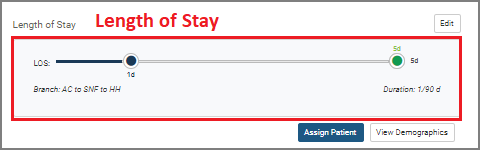 Length of Stay Length of Stay Edit
5d
LOS: 5d
1d
Branch: AC to SNF to HH Duration: 1/90 d
Assign Patient View Demographics